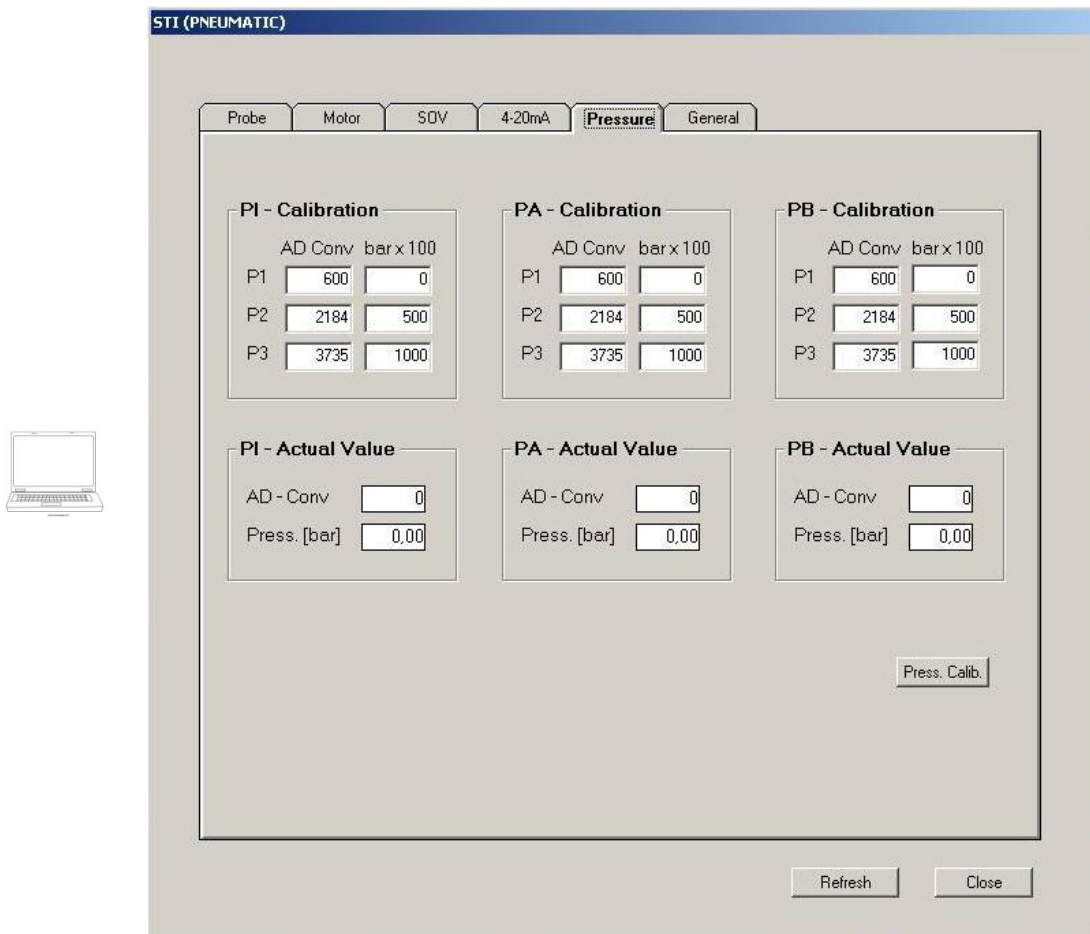 STI (PNEUMATIC)
Probe Motor SOV 4-20mA Pressure General
PI - Calibration PA - Calibration PB - Calibration
AD Conv bar x 100 AD Conv bar x 100 AD Conv bar x 100
P1 600 0 P1 600 0 P1 600 0
P2 2184 500 P2 2184 500 P2 2184 500
P3 3735 1000 P3 3735 1000 P3 3735 1000
PI - Actual Value PA - Actual Value PB - Actual Value
AD - Conv 0 AD - Conv 0 AD - Conv 0
Press. [bar] 0,00 Press. [bar] 0,00 Press. [bar] 0,00
Press. Calib.
Refresh Close